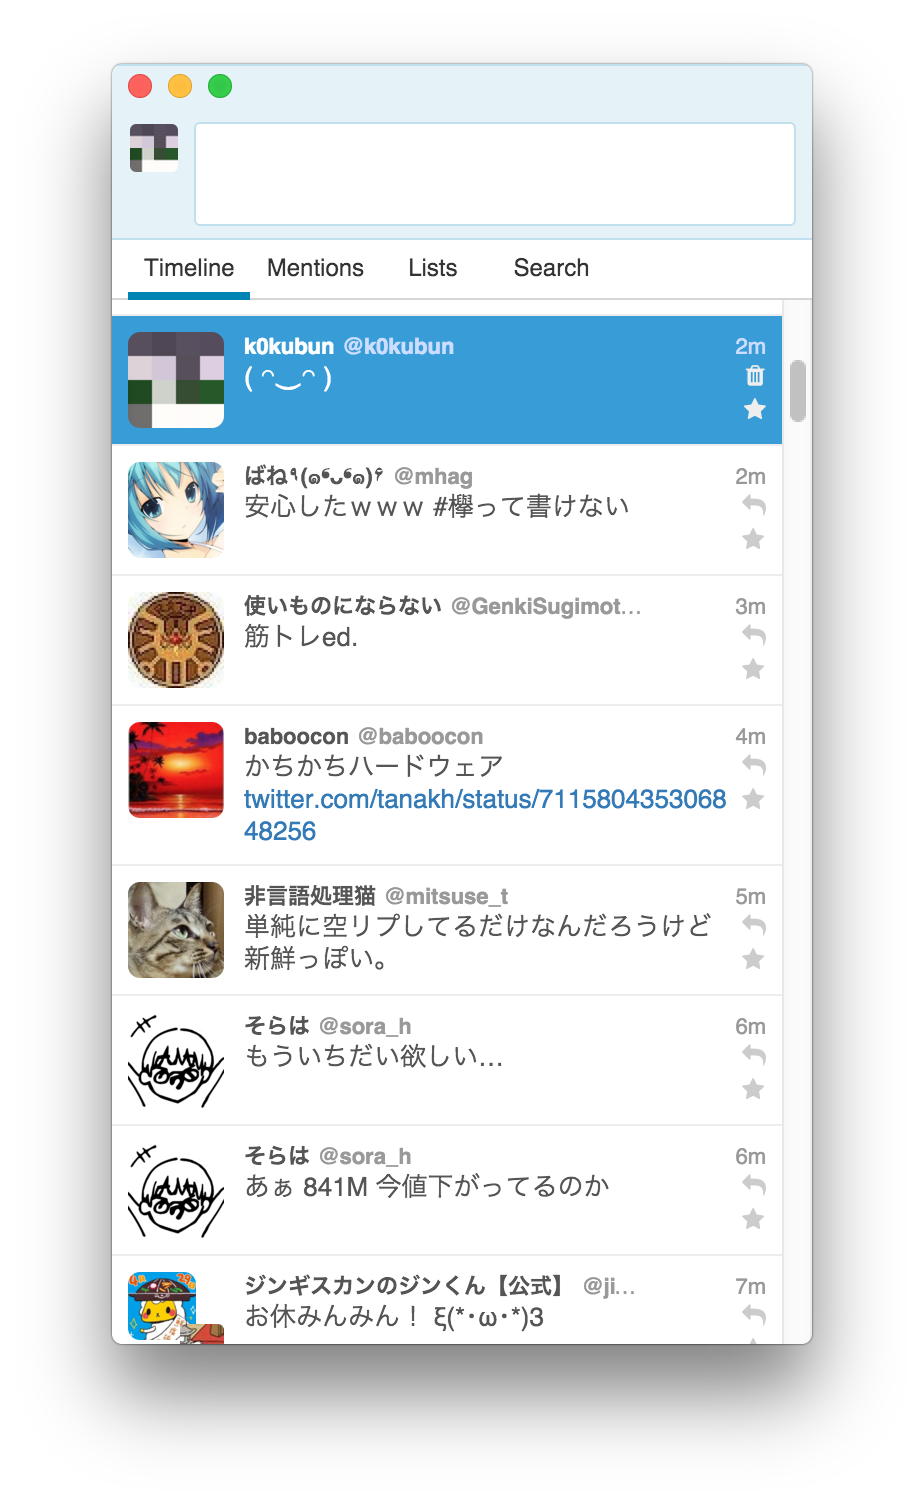 Timeline Mentions Lists Search
k0kubun @k0kubun 2m
( ◠‿◠ )
ばね٩(๑❛ᴗ❛๑)۶ @mhag 2m
安心したｗｗｗ #欅って書けない
使いものにならない @GenkiSugimot… 3m
筋トレed.
baboocon @baboocon 4m
かちかちハードウェア
twitter.com/tanakh/status/7115804353068
48256
非言語処理猫 @mitsuse_t 5m
単純に空リプしてるだけなんだろうけど
新鮮っぽい。
そらは @sora_h 6m
もういちだい欲しい…
そらは @sora_h 6m
あぁ 841M 今値下がってるのか
ジンギスカンのジンくん【公式】 @ji… 7m
お休みんみん！ ξ(*･ω･*)3